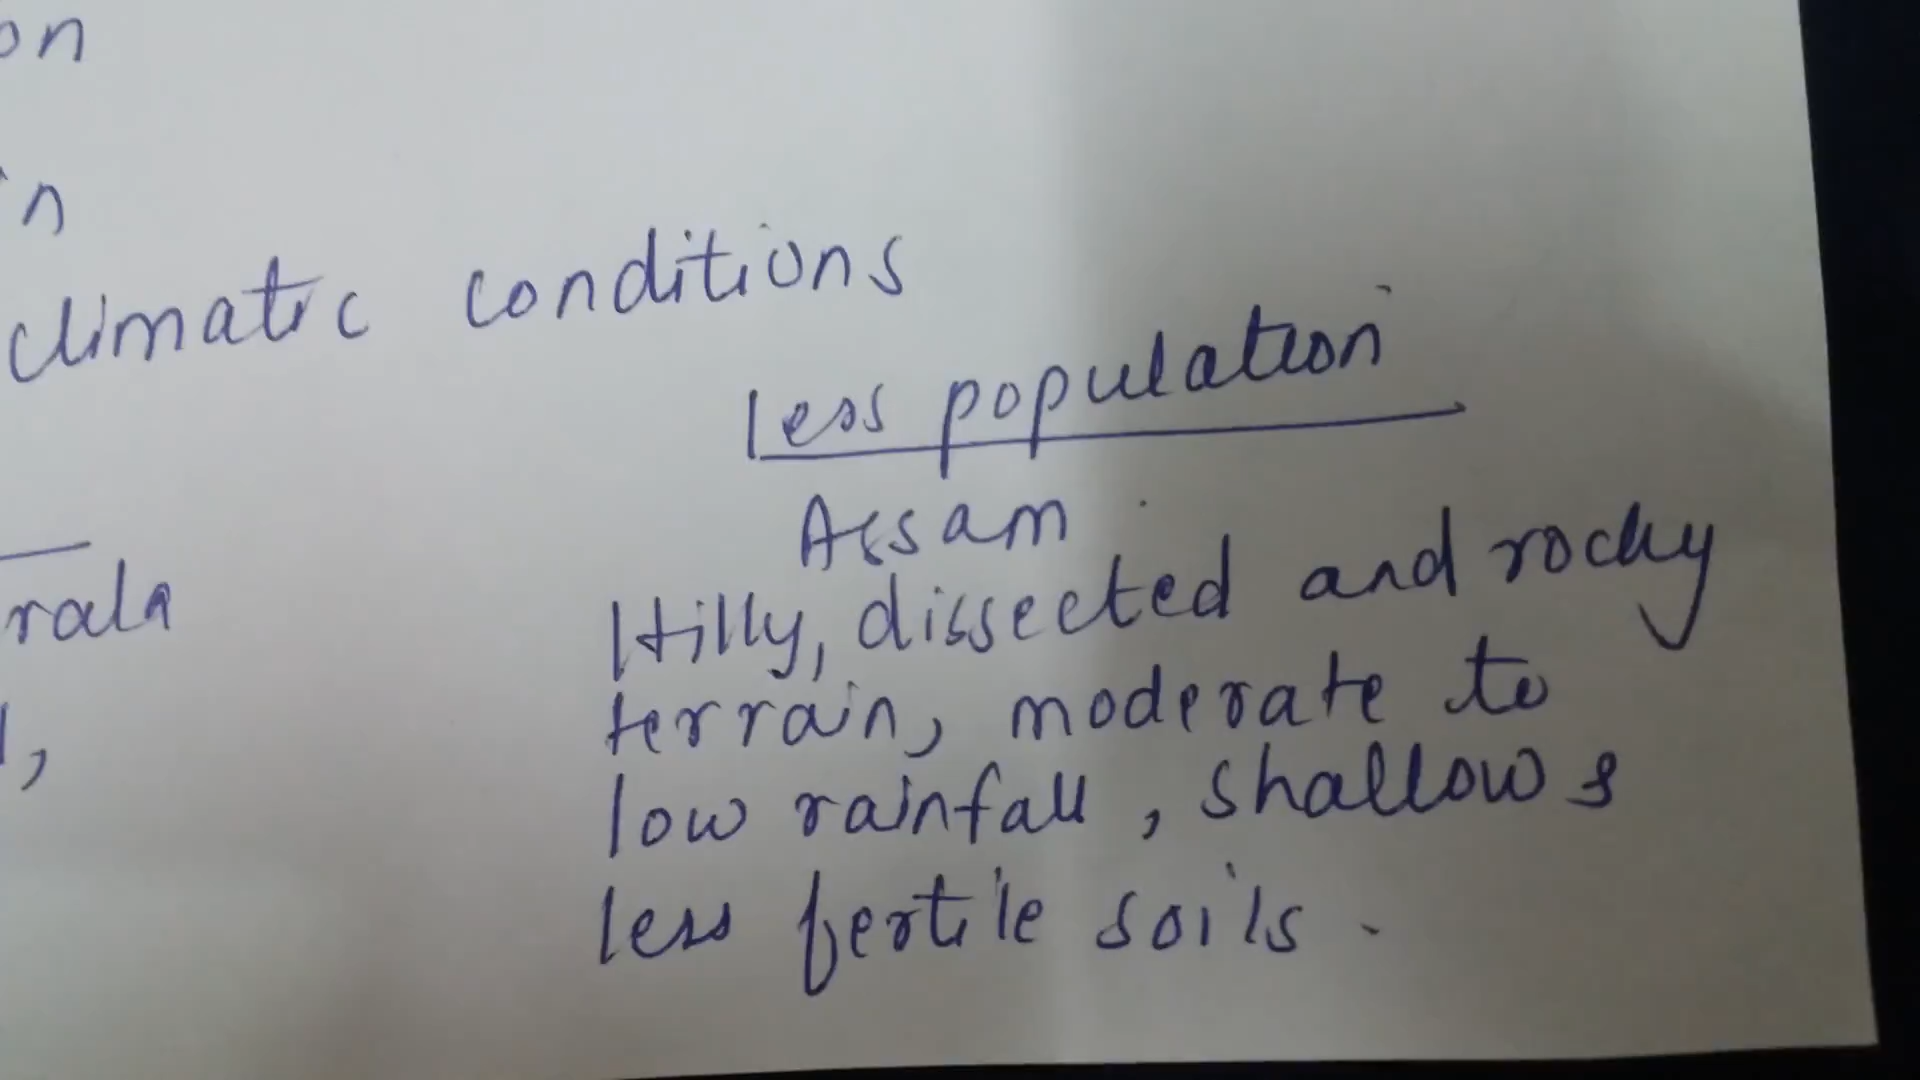 on
n
climatic conditions
less population
Assam
rala
Hilly, dissected and rocky
terrain, moderate to
low rainfall, shallow &
less fertile soils.